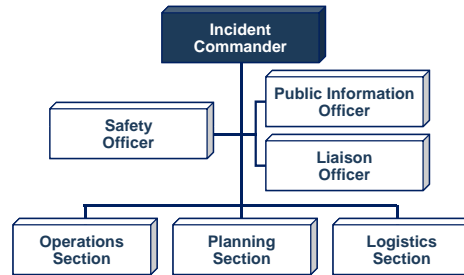 Incident
Commander
Public Information
Officer
Safety
Officer
Liaison
Officer
Operations
Section
Planning
Section
Logistics
Section